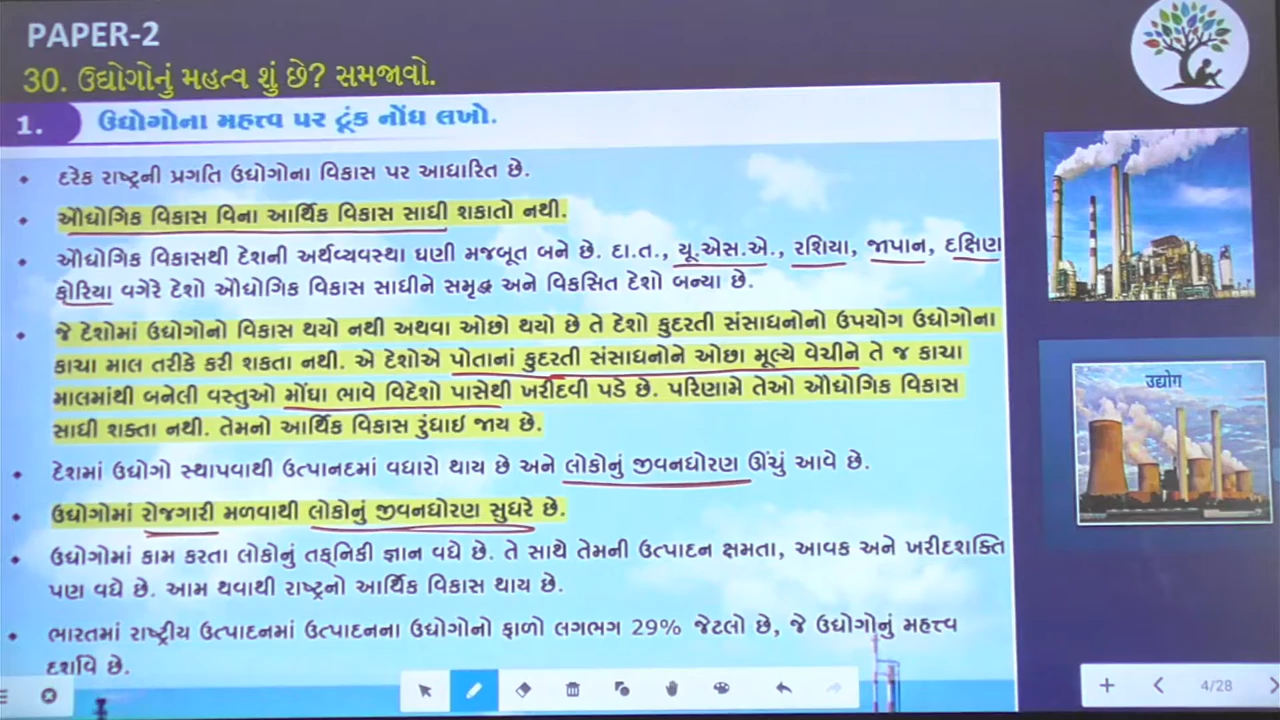 PAPER-2
30. ઉદ્યોગોનું મહત્વ શું છે? સમજાવો.
1. ઉદ્યોગોના મહત્ત્વ પર ટૂંક નોંધ લખો.
• દરેક રાષ્ટ્રની પ્રગતિ ઉદ્યોગોના વિકાસ પર આધારિત છે.
• ઔદ્યોગિક વિકાસ વિના આર્થિક વિકાસ સાધી શકાતો નથી.
• ઔદ્યોગિક વિકાસથી દેશની અર્થવ્યવસ્થા ઘણી મજબૂત બને છે. દા.ત., યૂ.એસ.એ., રશિયા, જાપાન, દક્ષિણ
કોરિયા વગેરે દેશો ઔદ્યોગિક વિકાસ સાધીને સમૃદ્ધ અને વિકસિત દેશો બન્યા છે.
• જે દેશોમાં ઉદ્યોગોનો વિકાસ થયો નથી અથવા ઓછો થયો છે તે દેશો કુદરતી સંસાધનોનો ઉપયોગ ઉદ્યોગોના
કાચા માલ તરીકે કરી શકતા નથી. એ દેશોએ પોતાનાં કુદરતી સંસાધનોને ઓછા મૂલ્યે વેચીને તે જ કાચા
માલમાંથી બનેલી વસ્તુઓ મોંઘા ભાવે વિદેશો પાસેથી ખરીદવી પડે છે. પરિણામે તેઓ ઔદ્યોગિક વિકાસ
સાધી શક્તા નથી. તેમનો આર્થિક વિકાસ રુંધાઈ જાય છે.
• દેશમાં ઉદ્યોગો સ્થાપવાથી ઉત્પાનદમાં વધારો થાય છે અને લોકોનું જીવનધોરણ ઊંચું આવે છે.
• ઉદ્યોગોમાં રોજગારી મળવાથી લોકોનું જીવનધોરણ સુધરે છે.
• ઉદ્યોગોમાં કામ કરતા લોકોનું તક્નિકી જ્ઞાન વધે છે. તે સાથે તેમની ઉત્પાદન ક્ષમતા, આવક અને ખરીદશક્તિ
પણ વધે છે. આમ થવાથી રાષ્ટ્રનો આર્થિક વિકાસ થાય છે.
• ભારતમાં રાષ્ટ્રીય ઉત્પાદનમાં ઉત્પાદનના ઉદ્યોગોનો ફાળો લગભગ 29% જેટલો છે, જે ઉદ્યોગોનું મહત્ત્વ
દર્શાવે છે.
उद्योग
4/28